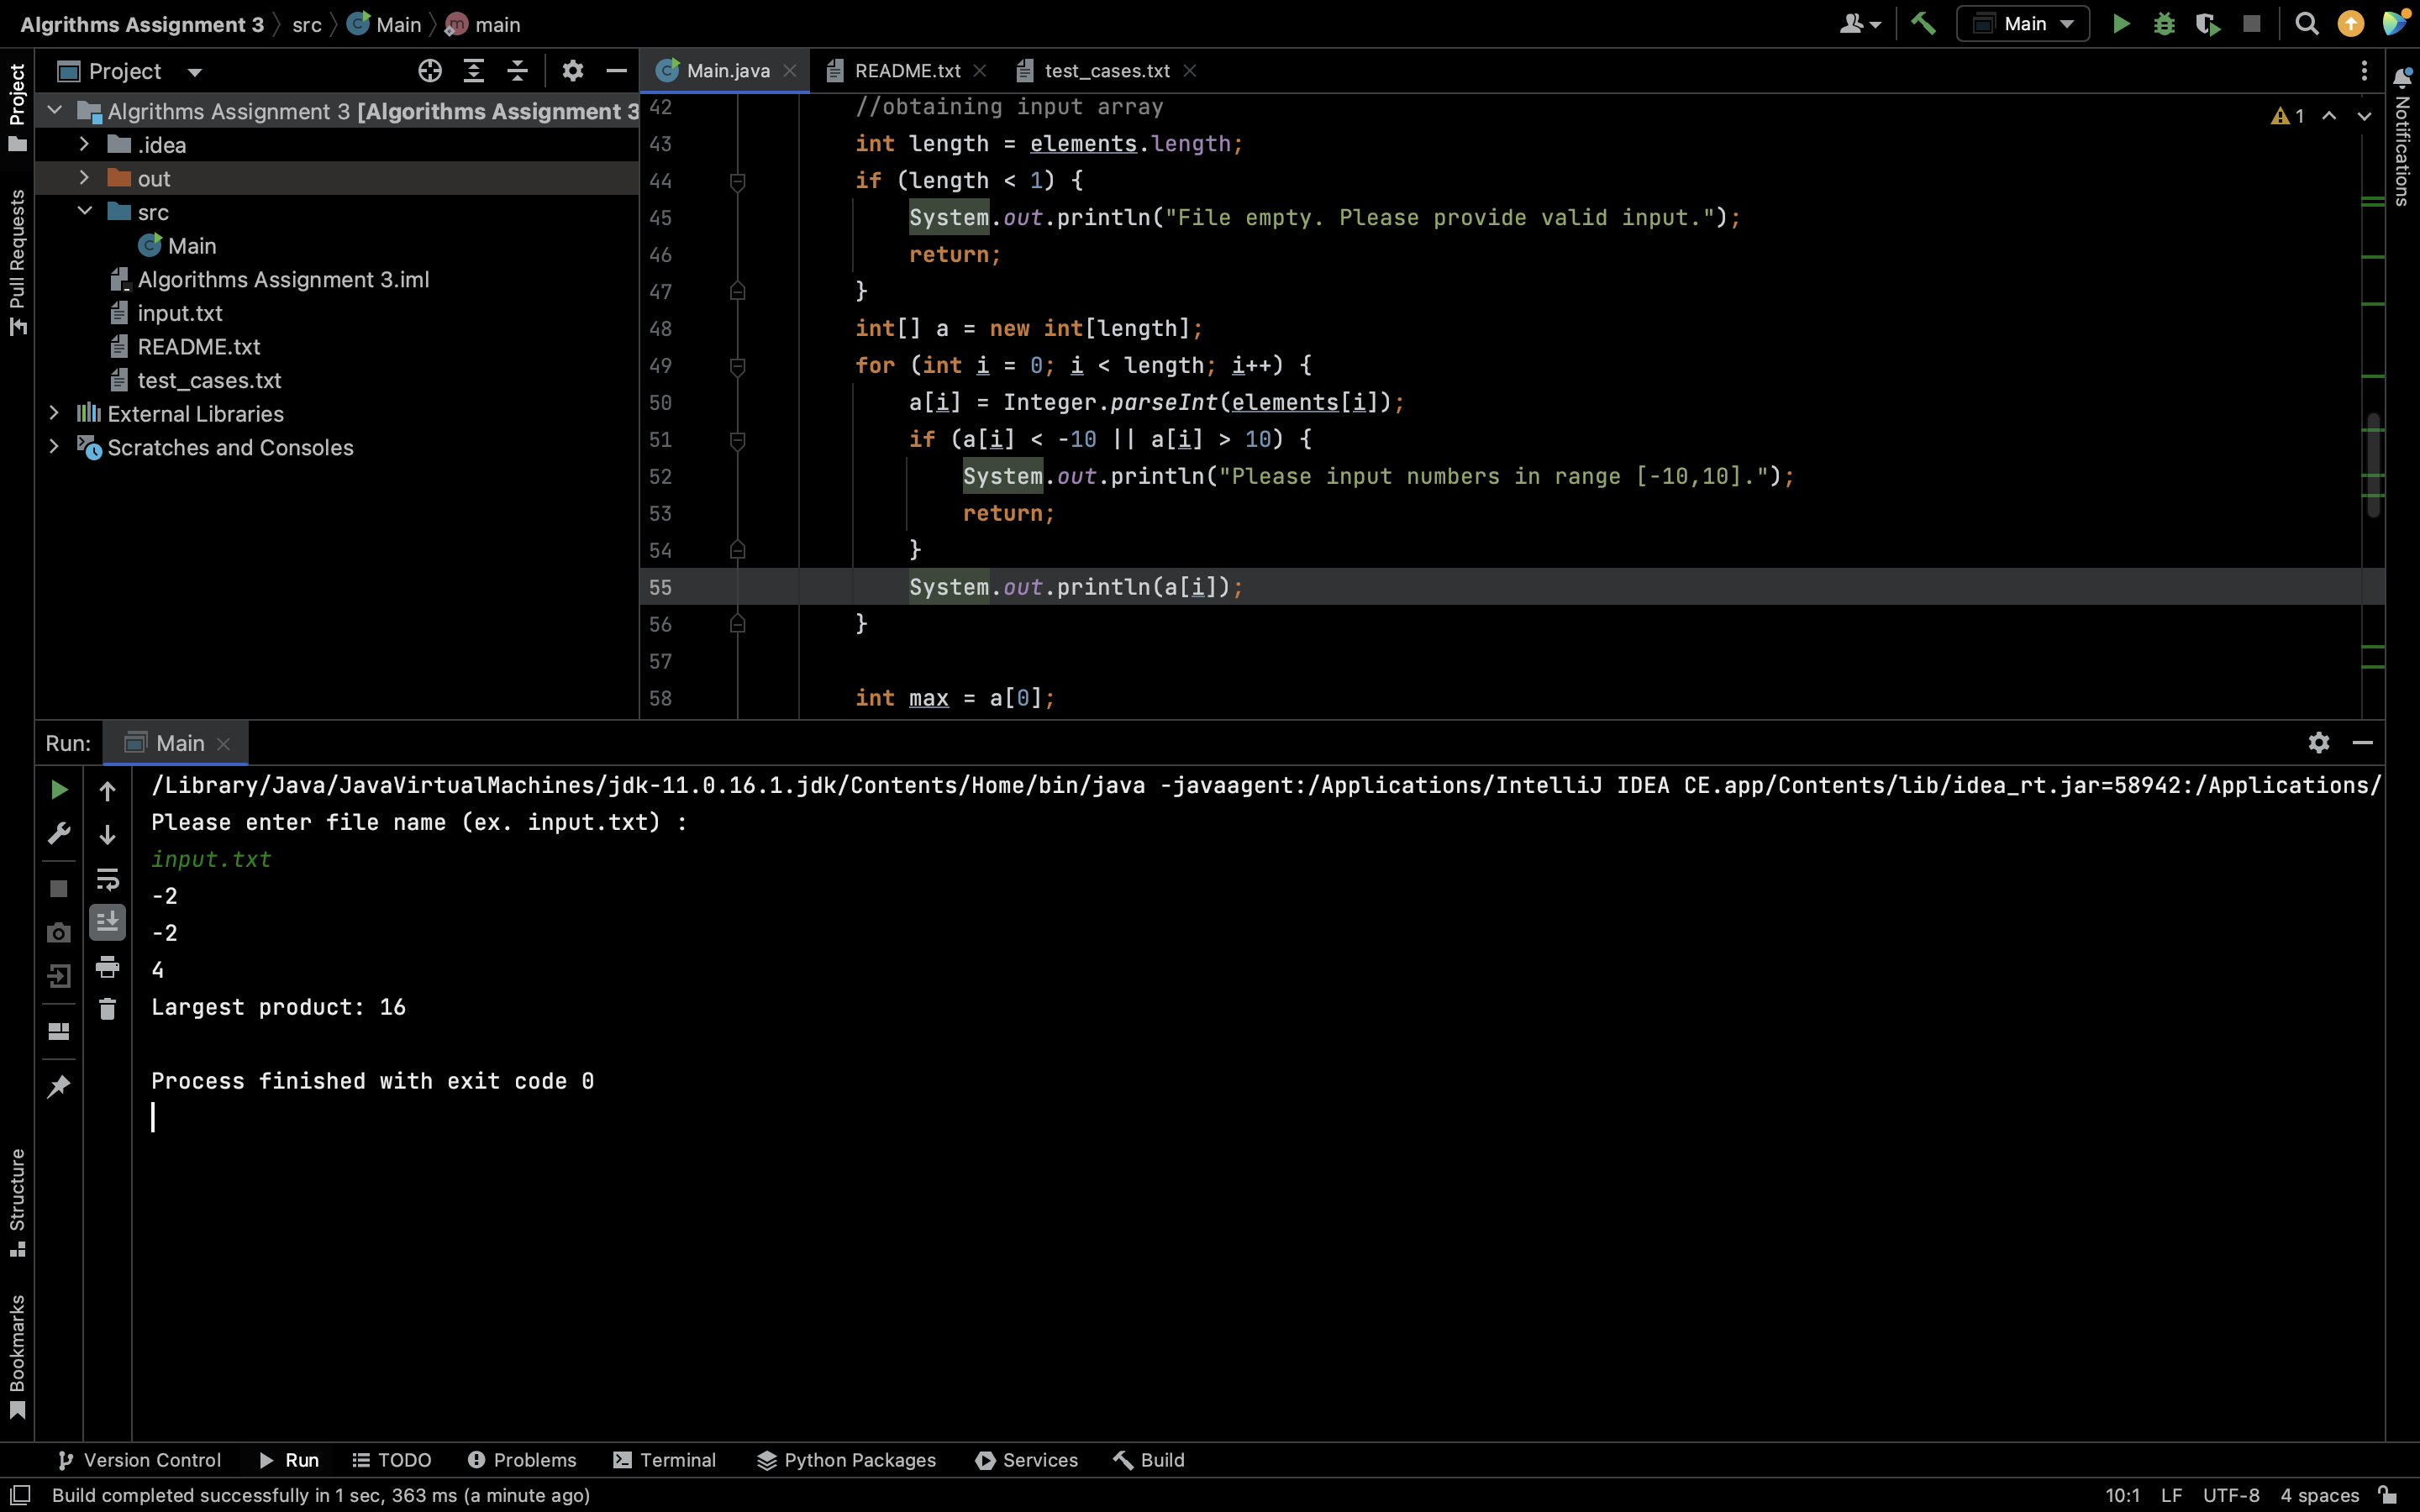 Algrithms Assignment 3 src Main main
Main
Project
Main.java README.txt test_cases.txt
Project
Algrithms Assignment 3 [Algorithms Assignment 3
.idea
out
src
Main
Algorithms Assignment 3.iml
input.txt
README.txt
test_cases.txt
External Libraries
Scratches and Consoles
Pull Requests
42 //obtaining input array
43 int length = elements.length;
44 if (length < 1) {
45 System.out.println("File empty. Please provide valid input.");
46 return;
47 }
48 int[] a = new int[length];
49 for (int i = 0; i < length; i++) {
50 a[i] = Integer.parseInt(elements[i]);
51 if (a[i] < -10 || a[i] > 10) {
52 System.out.println("Please input numbers in range [-10,10].");
53 return;
54 }
55 System.out.println(a[i]);
56 }
57
58 int max = a[0];
1
Notifications
Run: Main
/Library/Java/JavaVirtualMachines/jdk-11.0.16.1.jdk/Contents/Home/bin/java -javaagent:/Applications/IntelliJ IDEA CE.app/Contents/lib/idea_rt.jar=58942:/Applications/
Please enter file name (ex. input.txt) :
input.txt
-2
-2
4
Largest product: 16
Process finished with exit code 0
Structure
Bookmarks
Version Control Run TODO Problems Terminal Python Packages Services Build
Build completed successfully in 1 sec, 363 ms (a minute ago)
10:1 LF UTF-8 4 spaces